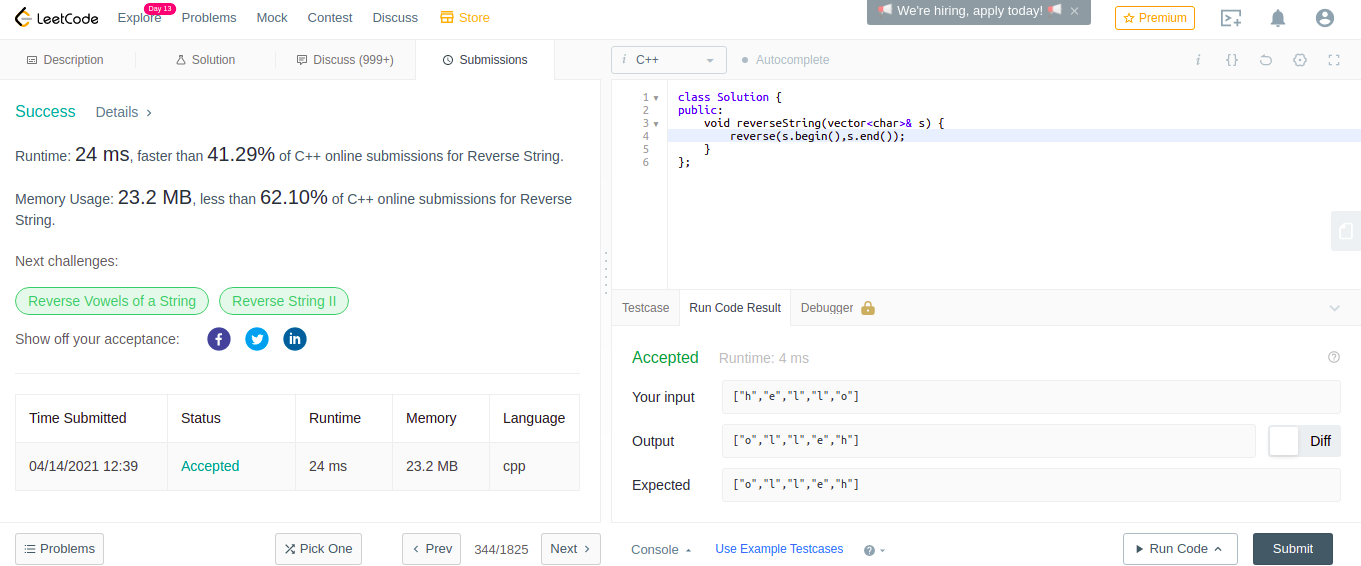 LeetCode
Explore
Day 13
Problems
Mock
Contest
Discuss
Store
We're hiring, apply today!
Premium
Description
Solution
Discuss (999+)
Submissions
i C++
Autocomplete
i {}
Success Details
Runtime: 24 ms, faster than 41.29% of C++ online submissions for Reverse String.
Memory Usage: 23.2 MB, less than 62.10% of C++ online submissions for Reverse
String.
Next challenges:
Reverse Vowels of a String Reverse String II
Show off your acceptance:
Time Submitted Status Runtime Memory Language
04/14/2021 12:39 Accepted 24 ms 23.2 MB cpp
Problems
Pick One
Prev 344/1825 Next
1 class Solution {
2 public:
3     void reverseString(vector<char>& s) {
4         reverse(s.begin(),s.end());
5     }
6 };
Testcase Run Code Result Debugger
Accepted Runtime: 4 ms
Your input ["h","e","l","l","o"]
Output ["o","l","l","e","h"] Diff
Expected ["o","l","l","e","h"]
Console Use Example Testcases
Run Code Submit